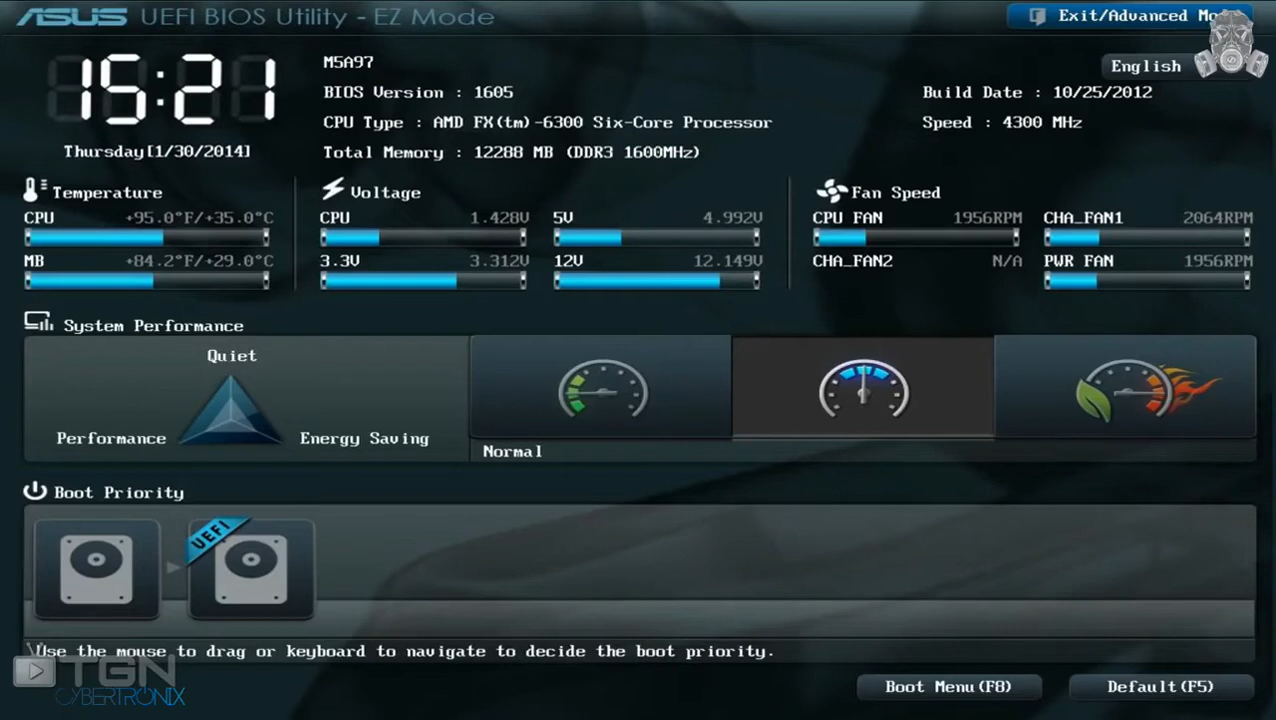 ASUS UEFI BIOS Utility - EZ Mode
Exit/Advanced Mo
15:21
Thursday[1/30/2014]
M5A97
BIOS Version : 1605
CPU Type : AMD FX(tm)-6300 Six-Core Processor
Total Memory : 12288 MB (DDR3 1600MHz)
English
Build Date : 10/25/2012
Speed : 4300 MHz
Temperature
CPU +95.0°F/+35.0°C
MB +84.2°F/+29.0°C
Voltage
CPU 1.428V 5V 4.992V
3.3V 3.312V 12V 12.149V
Fan Speed
CPU FAN 1956RPM CHA_FAN1 2064RPM
CHA_FAN2 N/A PWR FAN 1956RPM
System Performance
Quiet
Performance Energy Saving
Normal
Boot Priority
UEFI
Use the mouse to drag or keyboard to navigate to decide the boot priority.
TGN
CYBERTRONIX
Boot Menu(F8) Default(F5)